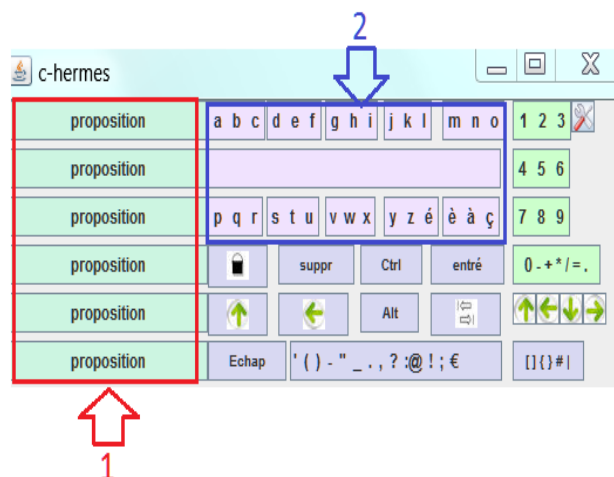 2
c-hermes
proposition a b c d e f g h i j k l m n o 1 2 3
proposition 4 5 6
proposition p q r s t u v w x y z é è à ç 7 8 9
proposition suppr Ctrl entré 0 - + * / = .
proposition Alt
proposition Echap ' ( ) - " _ . , ? : @ ! ; € [ ] { } # |
1